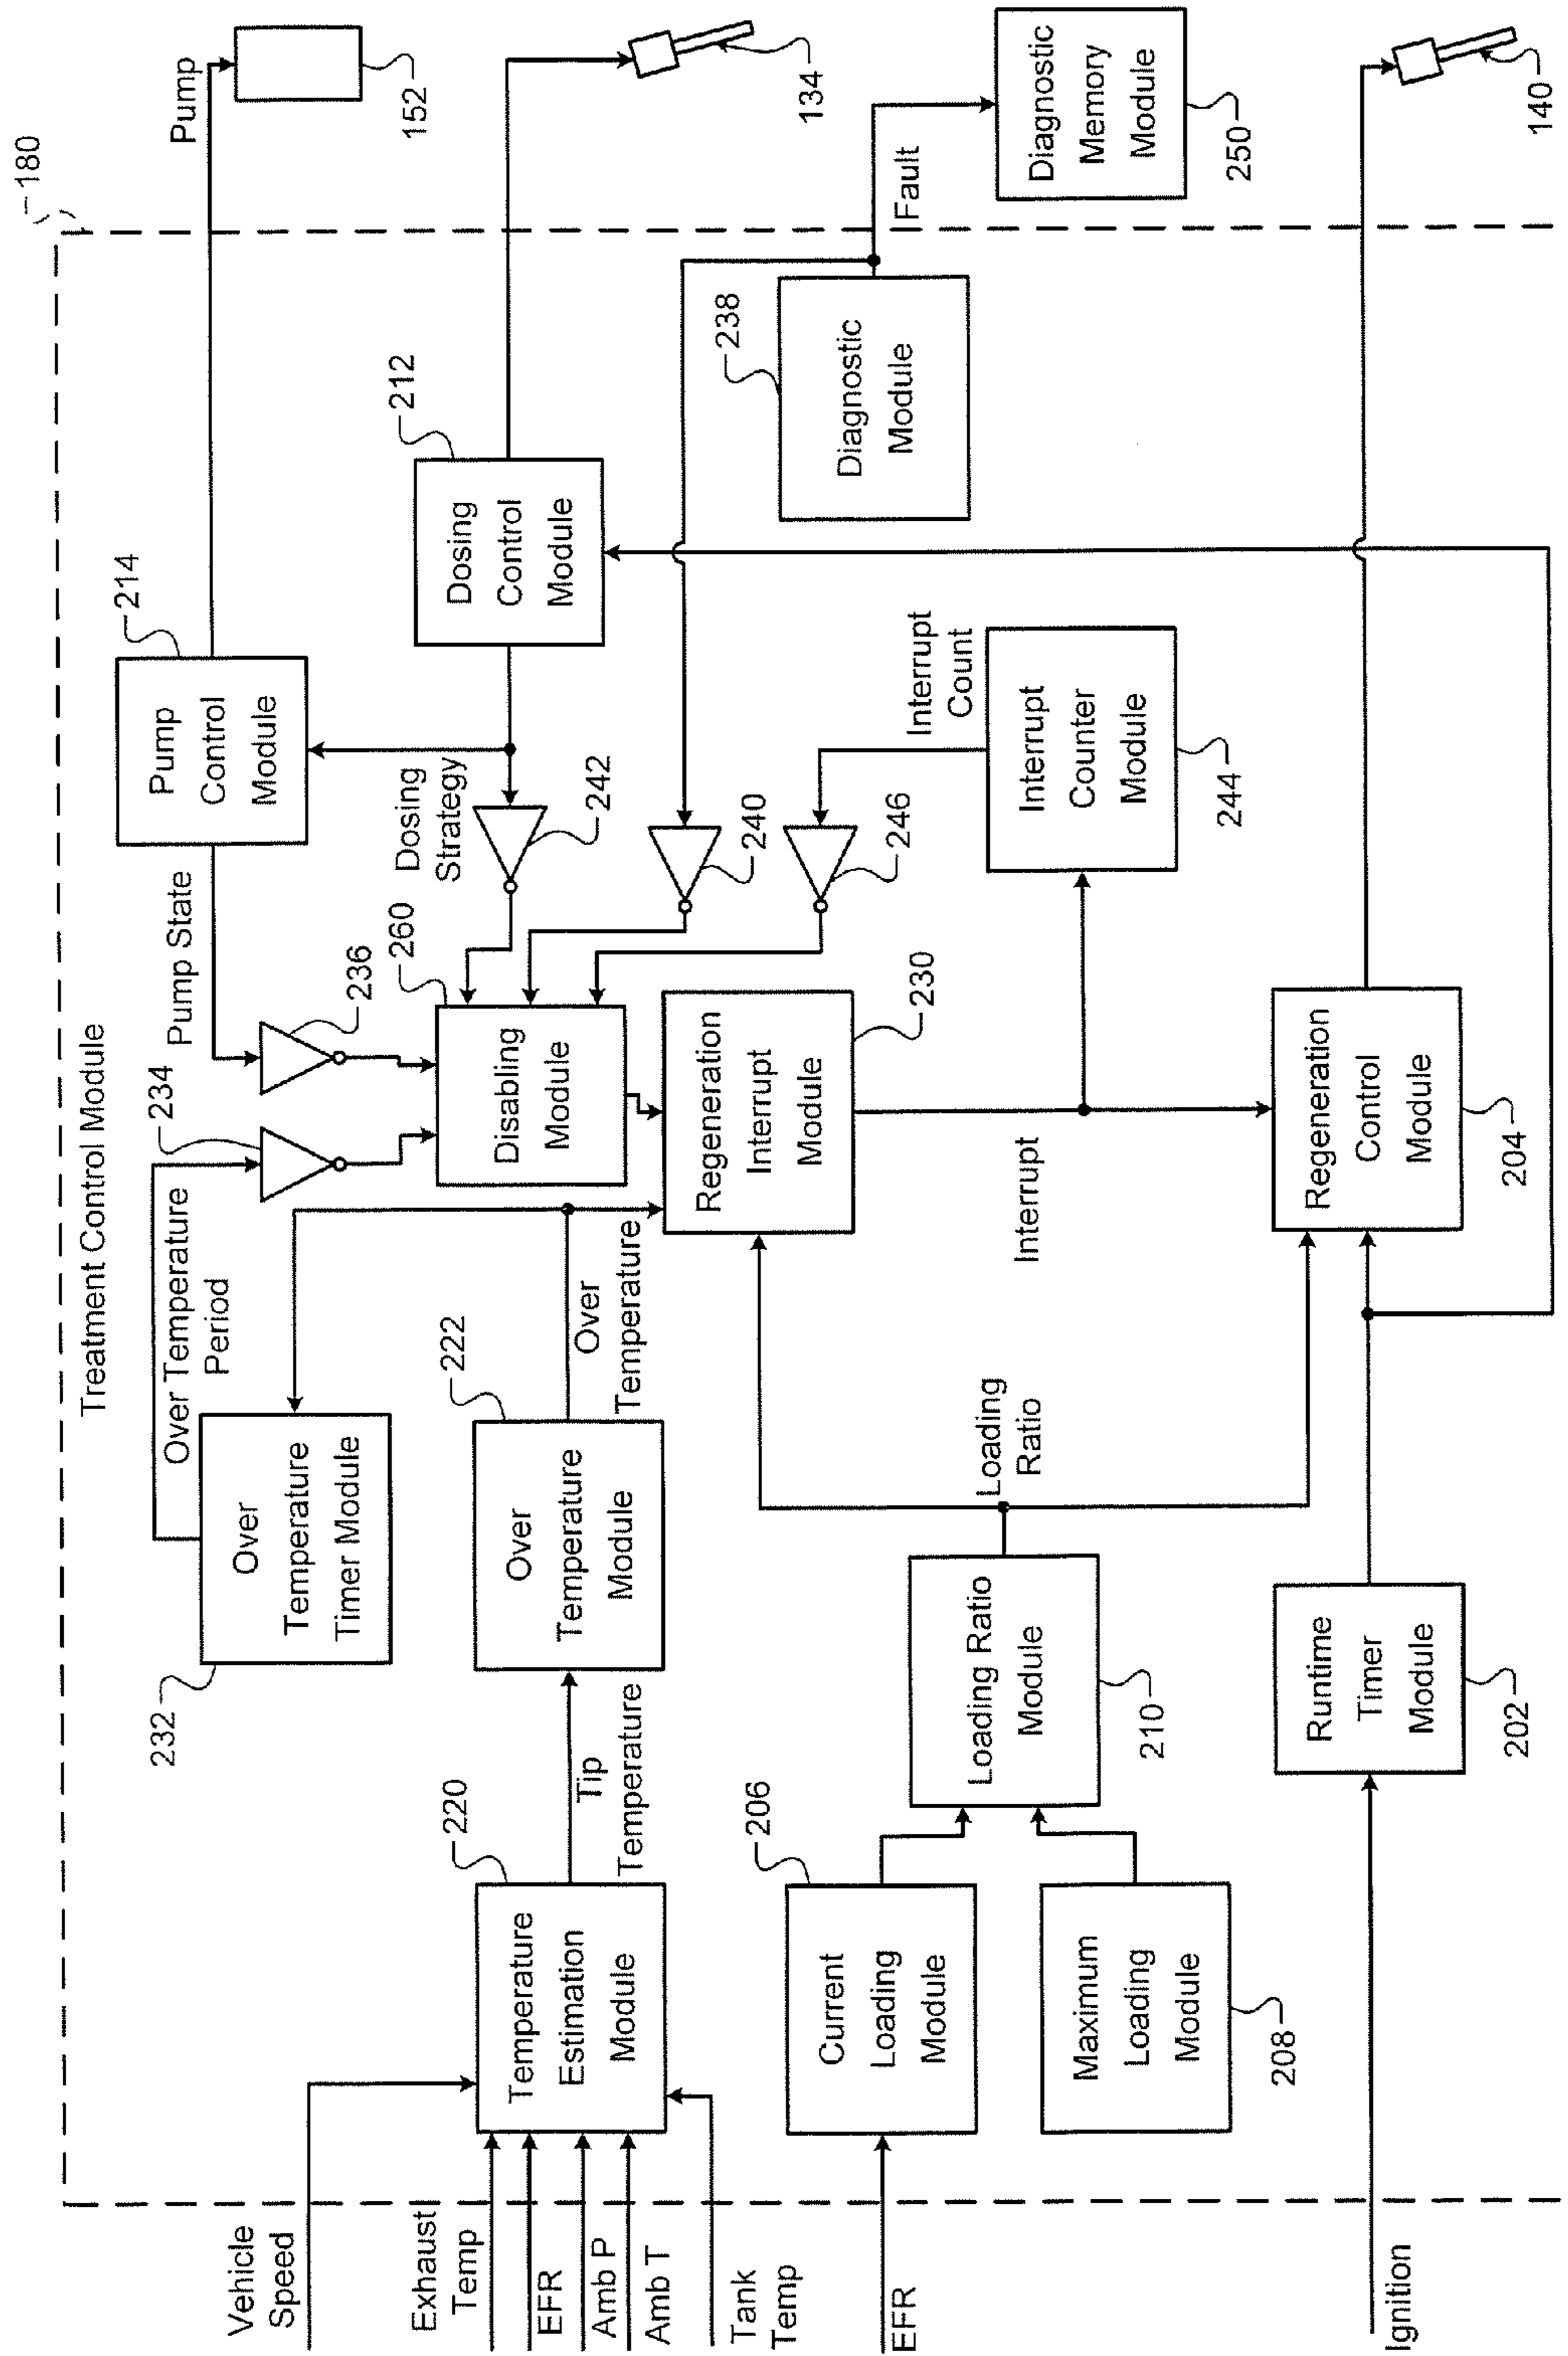 Treatment Control Module
180
Vehicle
Speed
Exhaust
Temp
EFR
Amb P
Amb T
Tank
Temp
EFR
Ignition
Temperature
Estimation
Module
220
Tip
Temperature
Over
Temperature
Module
222
Over
Temperature
Over
Temperature
Timer Module
232
Over Temperature
Period
234
236
Pump State
Pump
Control
Module
214
Pump
152
Disabling
Module
260
Dosing
Strategy
242
Dosing
Control
Module
212
134
240
246
Diagnostic
Module
238
Fault
Diagnostic
Memory
Module
250
Regeneration
Interrupt
Module
230
Interrupt
Interrupt
Count
Interrupt
Counter
Module
244
Current
Loading
Module
206
Maximum
Loading
Module
208
Loading Ratio
Module
210
Loading
Ratio
Runtime
Timer
Module
202
Regeneration
Control
Module
204
140